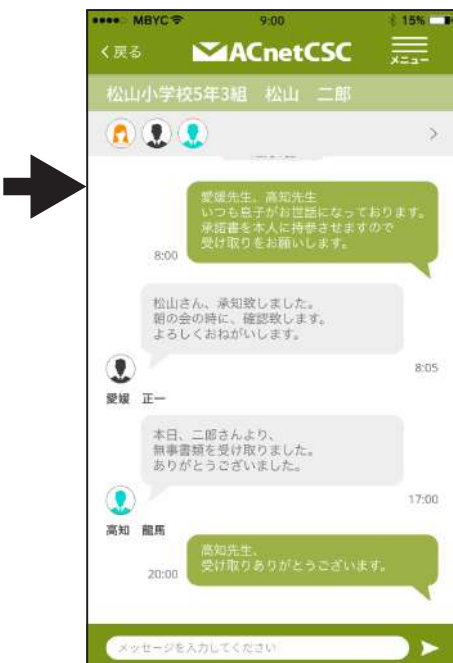 MBYC 9:00 15%
<戻る ACnetCSC メニュー
松山小学校5年3組 松山 二郎
愛媛先生、高知先生
いつも息子がお世話になっております。
承諾書を本人に持参させますので
受け取りをお願いします。
8:00
松山さん、承知致しました。
朝の会の時に、確認致します。
よろしくおねがいします。
8:05
愛媛 正一
本日、二郎さんより、
無事書類を受け取りました。
ありがとうございました。
17:00
高知 龍馬
高知先生、
受け取りありがとうございます。
20:00
メッセージを入力してください